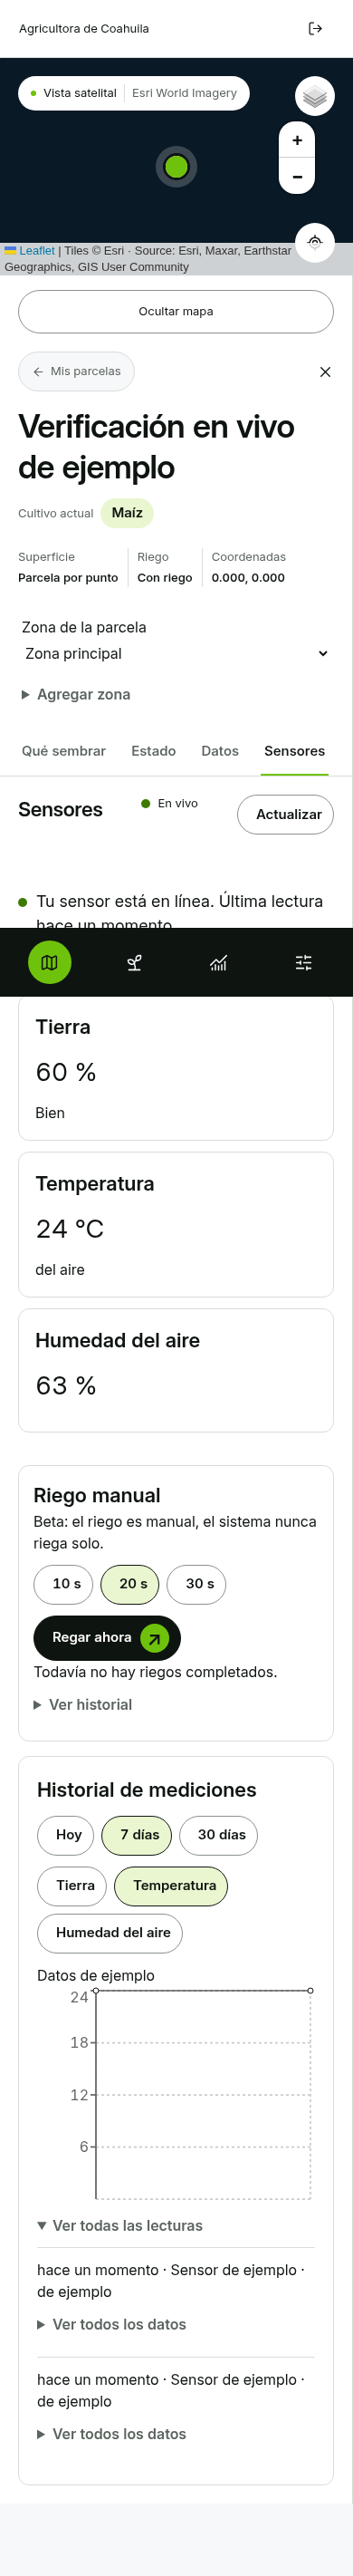 Agricultora de Coahuila
Vista satelital Esri World Imagery
+
−
Leaflet | Tiles © Esri · Source: Esri, Maxar, Earthstar
Geographics, GIS User Community
Ocultar mapa
← Mis parcelas
Verificación en vivo
de ejemplo
Cultivo actual Maíz
Superficie Riego Coordenadas
Parcela por punto Con riego 0.000, 0.000
Zona de la parcela
Zona principal
Agregar zona
Qué sembrar Estado Datos Sensores
Sensores En vivo Actualizar
Tu sensor está en línea. Última lectura
hace un momento
Tierra
60 %
Bien
Temperatura
24 °C
del aire
Humedad del aire
63 %
Riego manual
Beta: el riego es manual, el sistema nunca
riega solo.
10 s 20 s 30 s
Regar ahora
Todavía no hay riegos completados.
Ver historial
Historial de mediciones
Hoy 7 días 30 días
Tierra Temperatura
Humedad del aire
Datos de ejemplo
24
18
12
6
Ver todas las lecturas
hace un momento · Sensor de ejemplo ·
de ejemplo
Ver todos los datos
hace un momento · Sensor de ejemplo ·
de ejemplo
Ver todos los datos